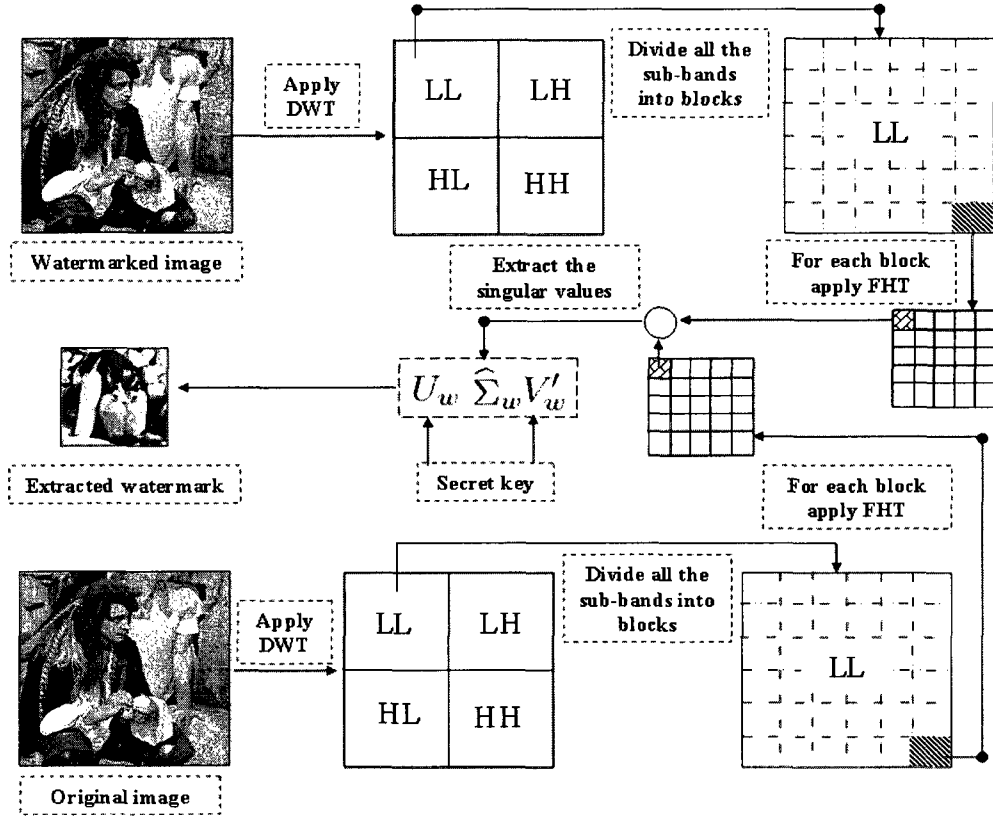 Apply
DWT
LL
LH
HL
HH
Divide all the
sub-bands
into blocks
LL
Watermarked image
Extract the
singular values
For each block
apply FHT
U_w Σ̂_w V′_w
Extracted watermark
Secret key
For each block
apply FHT
Original image
Apply
DWT
LL
LH
HL
HH
Divide all the
sub-bands into
blocks
LL